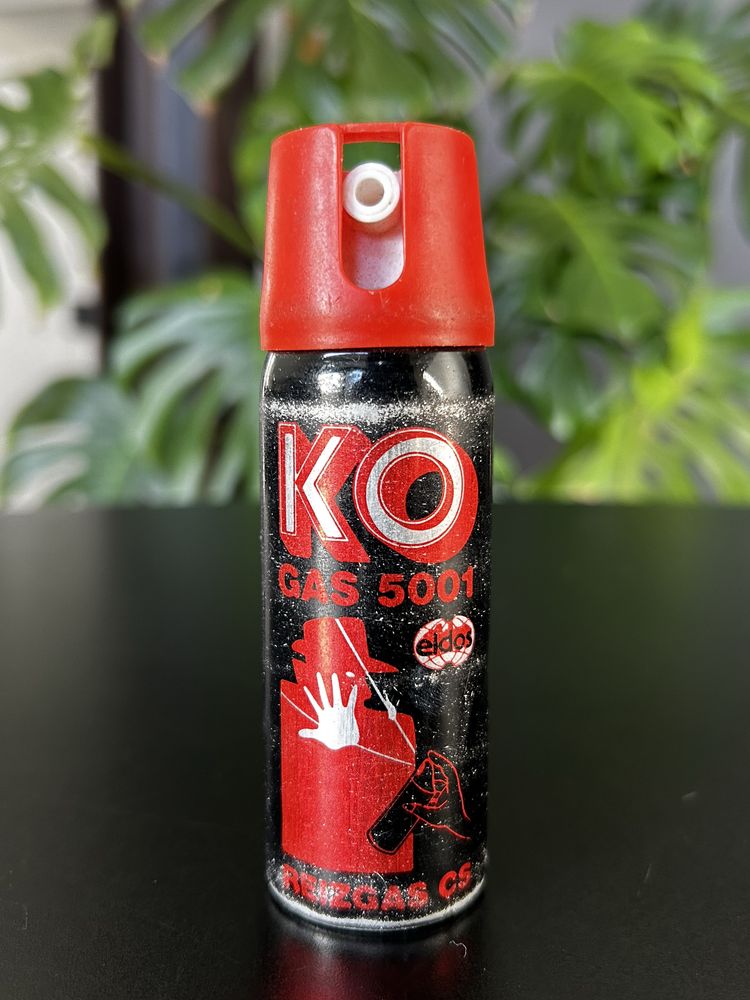 KO
GAS 5001
eldos
REIZGAS CS